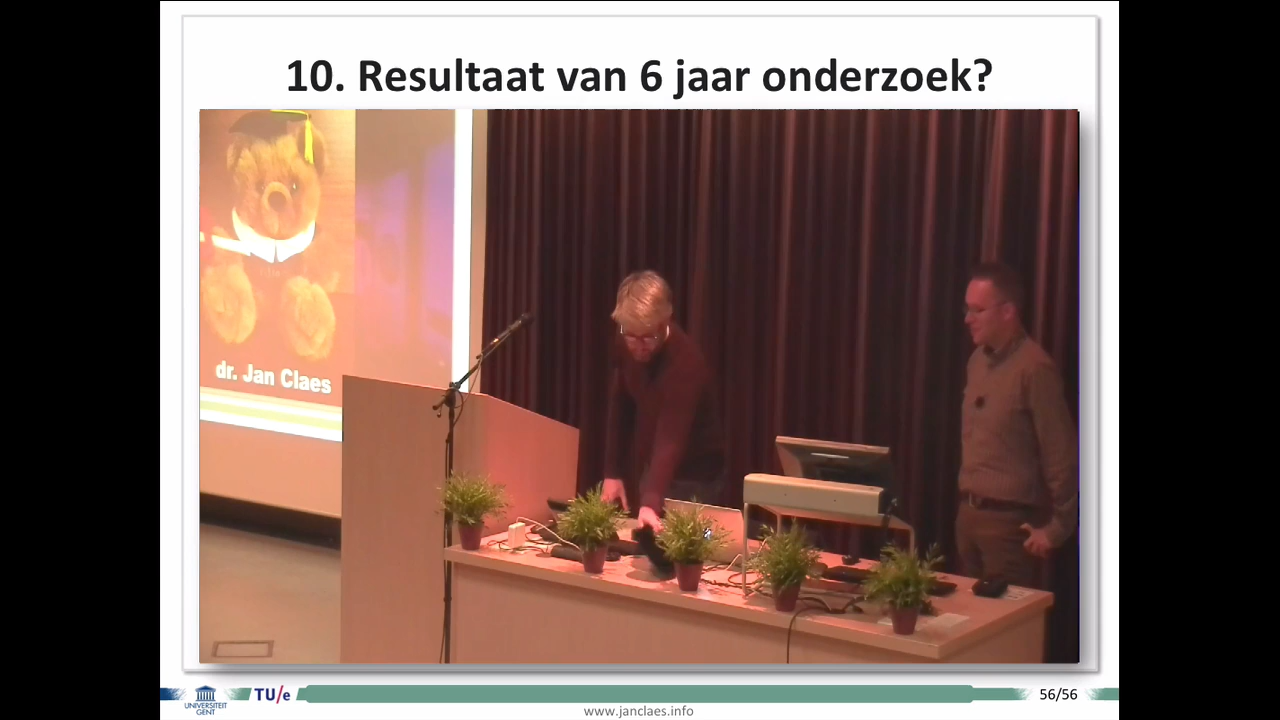 10. Resultaat van 6 jaar onderzoek?
dr. Jan Claes
UNIVERSITEIT
GENT
TU/e
56/56
www.janclaes.info